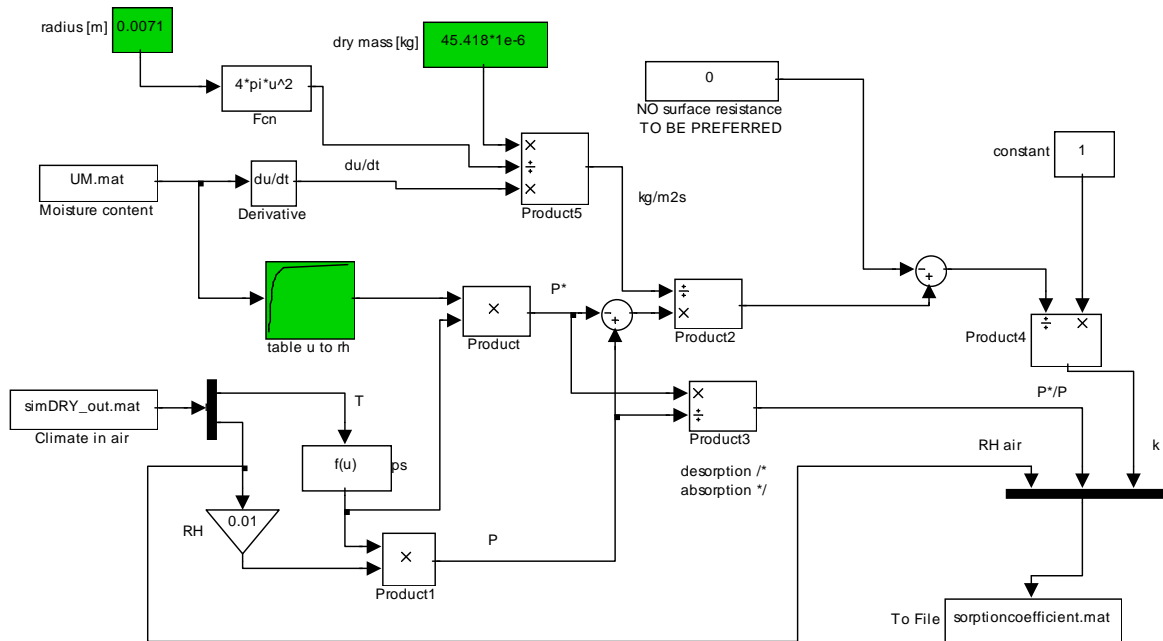 radius [m]
0.0071
dry mass [kg]
45.418*1e-6
4*pi*u^2
Fcn
0
NO surface resistance
TO BE PREFERRED
constant
1
UM.mat
Moisture content
du/dt
Derivative
du/dt
×
÷
×
Product5
kg/m2s
table u to rh
×
Product
P*
-
+
÷
×
Product2
-
+
÷
×
Product4
simDRY_out.mat
Climate in air
T
f(u)
ps
×
÷
Product3
P*/P
RH air
k
desorption /*
absorption */
0.01
RH
×
Product1
P
To File
sorptioncoefficient.mat